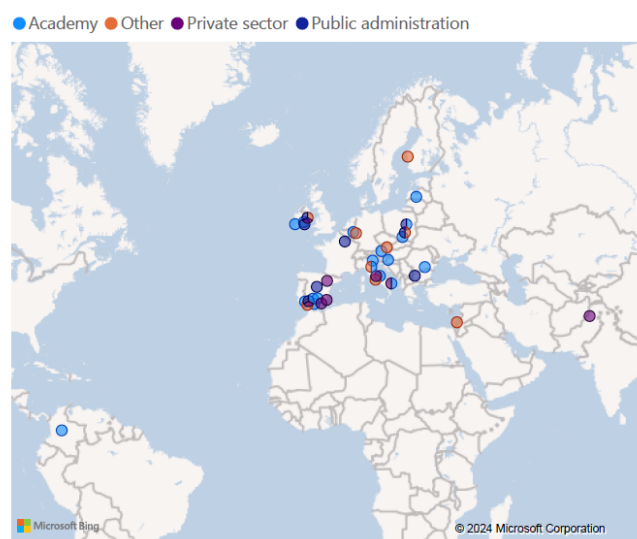 Academy Other Private sector Public administration
Microsoft Bing
© 2024 Microsoft Corporation